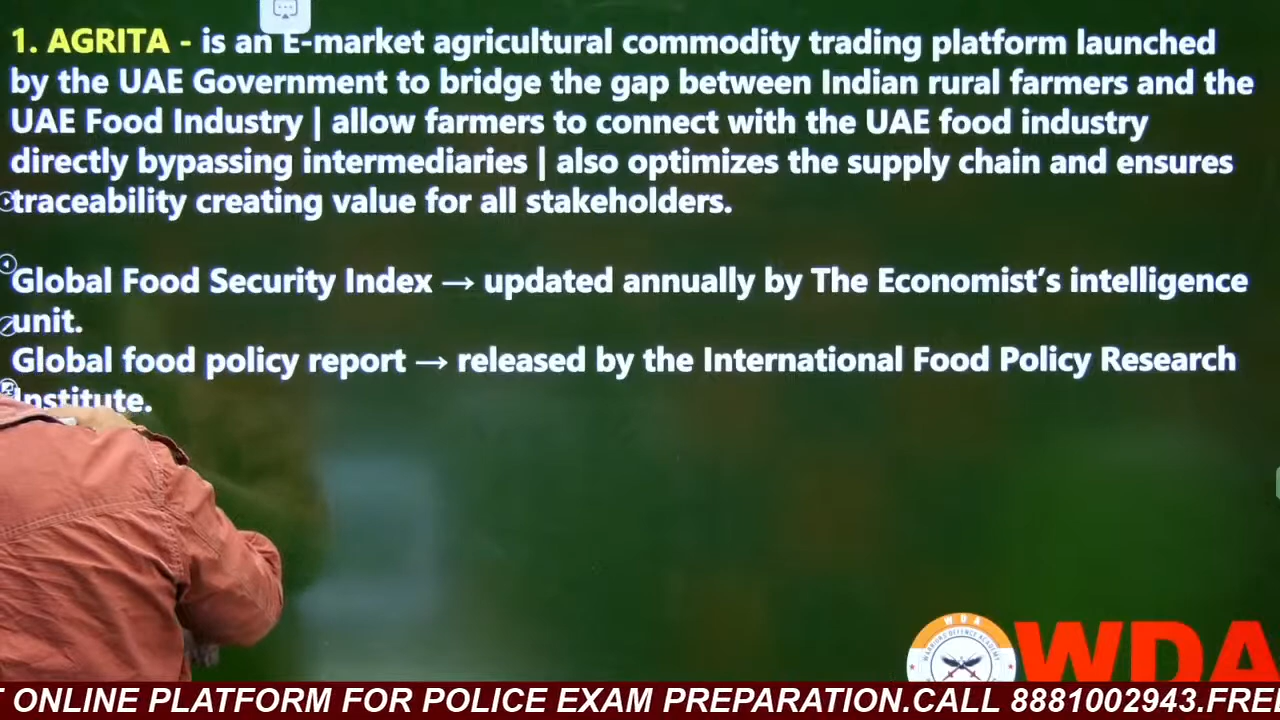 1. AGRITA - is an E-market agricultural commodity trading platform launched
by the UAE Government to bridge the gap between Indian rural farmers and the
UAE Food Industry | allow farmers to connect with the UAE food industry
directly bypassing intermediaries | also optimizes the supply chain and ensures
traceability creating value for all stakeholders.
Global Food Security Index → updated annually by The Economist's intelligence
unit.
Global food policy report → released by the International Food Policy Research
Institute.
WDA
WARRIORS DEFENCE ACADEMY
WDA
T ONLINE PLATFORM FOR POLICE EXAM PREPARATION.CALL 8881002943.FREE